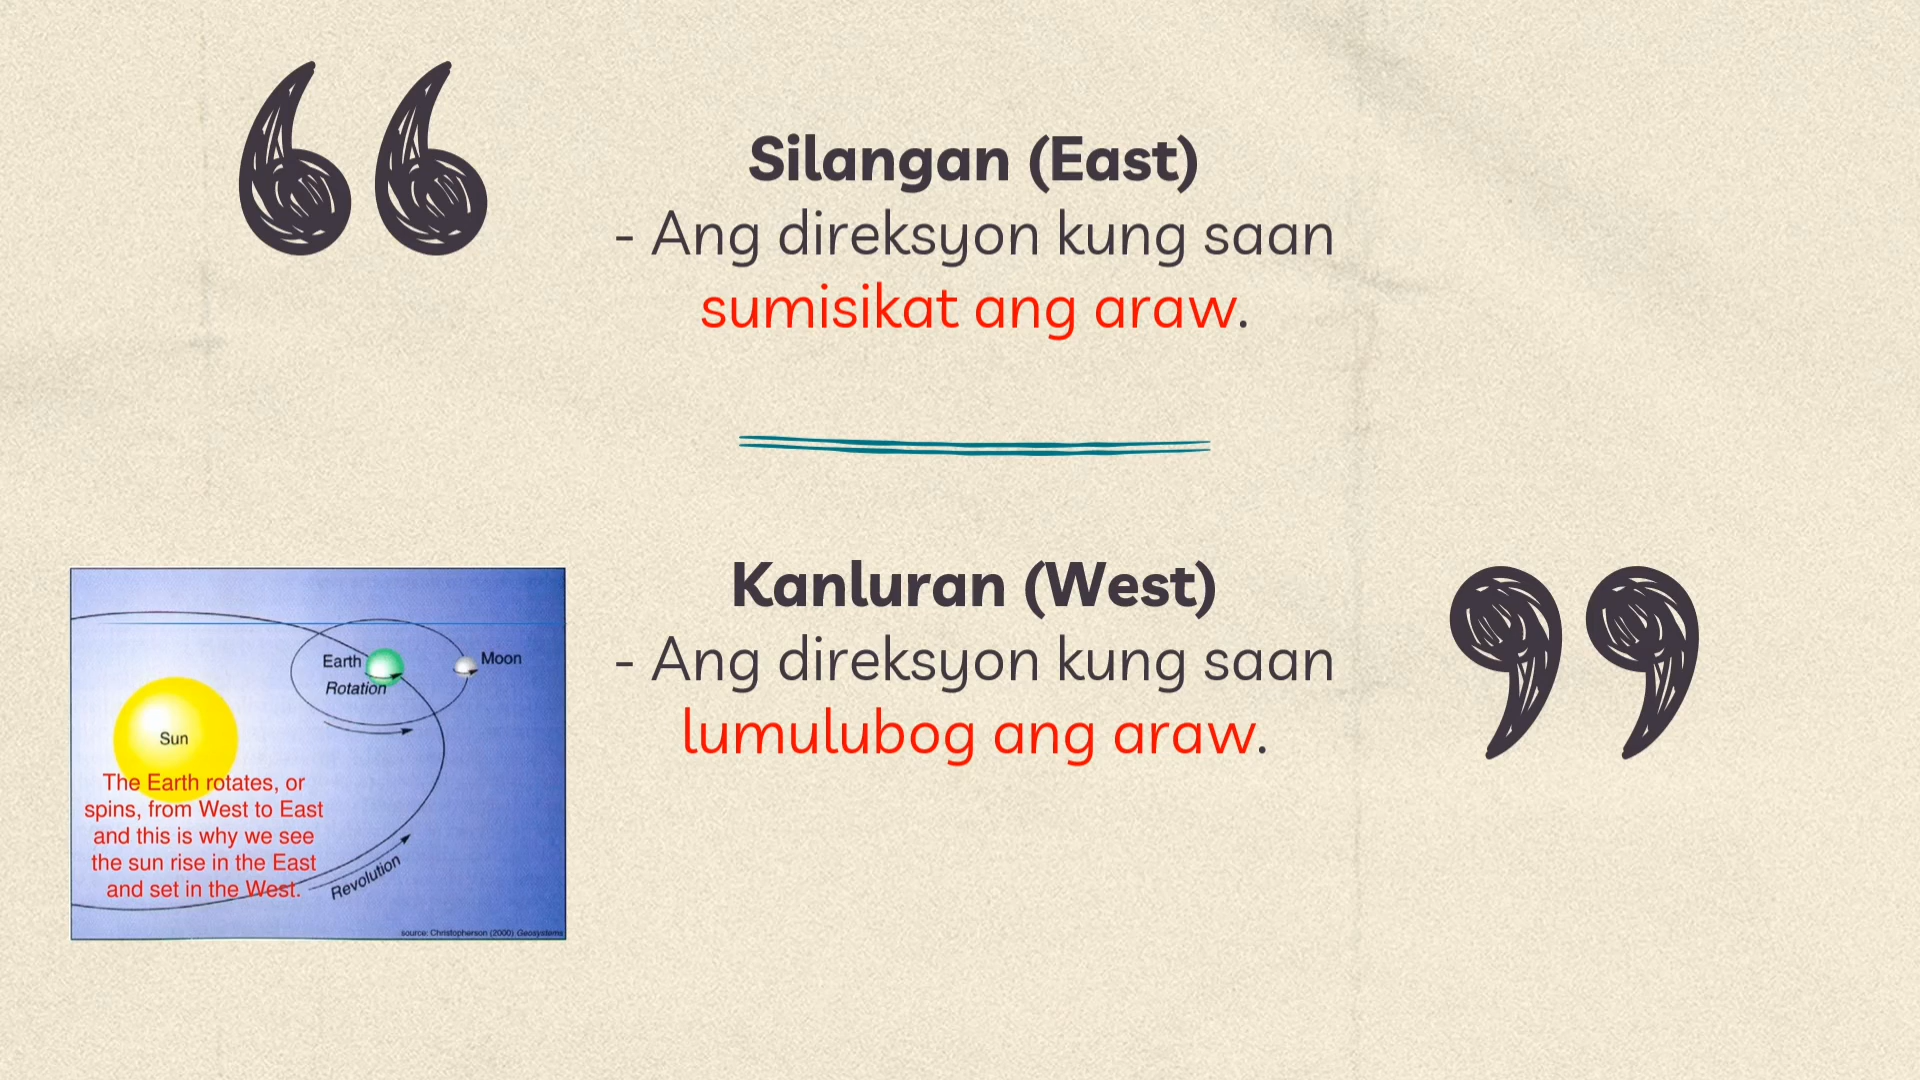 Silangan (East)
- Ang direksyon kung saan
sumisikat ang araw.
Kanluran (West)
- Ang direksyon kung saan
lumulubog ang araw.
Earth
Moon
Rotation
Sun
The Earth rotates, or
spins, from West to East
and this is why we see
the sun rise in the East
and set in the West.
Revolution
source: Christopherson (2000) Geosystems